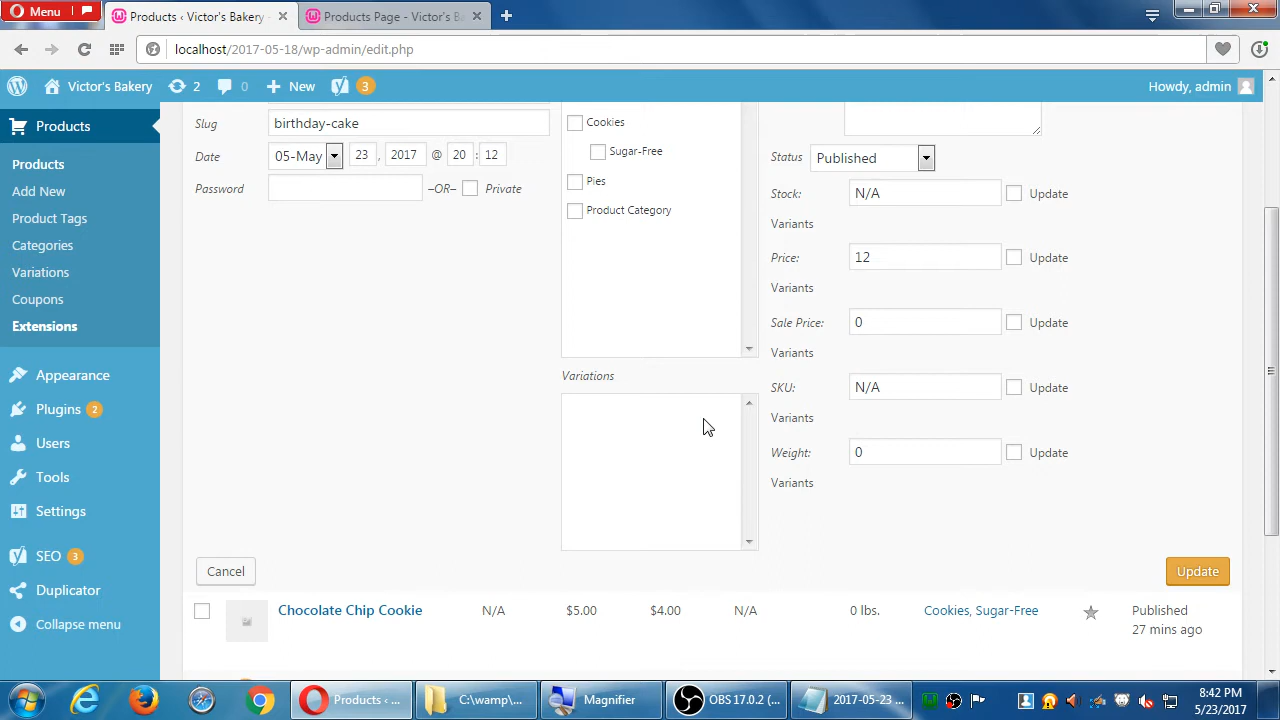 Menu
Products ‹ Victor's Bakery -
Products Page - Victor's Ba
localhost/2017-05-18/wp-admin/edit.php
Victor's Bakery
2
0
New
3
Howdy, admin
Products
Products
Add New
Product Tags
Categories
Variations
Coupons
Extensions
Appearance
Plugins 2
Users
Tools
Settings
SEO 3
Duplicator
Collapse menu
Slug birthday-cake
Date 05-May 23 , 2017 @ 20 : 12
Password –OR– Private
Cookies
Sugar-Free
Pies
Product Category
Variations
Status Published
Stock: N/A Update
Variants
Price: 12 Update
Variants
Sale Price: 0 Update
Variants
SKU: N/A Update
Variants
Weight: 0 Update
Variants
Cancel
Update
Chocolate Chip Cookie N/A $5.00 $4.00 N/A 0 lbs. Cookies, Sugar-Free Published
27 mins ago
Products ‹ ...
C:\wamp\...
Magnifier
OBS 17.0.2 (...
2017-05-23 ...
8:42 PM
5/23/2017